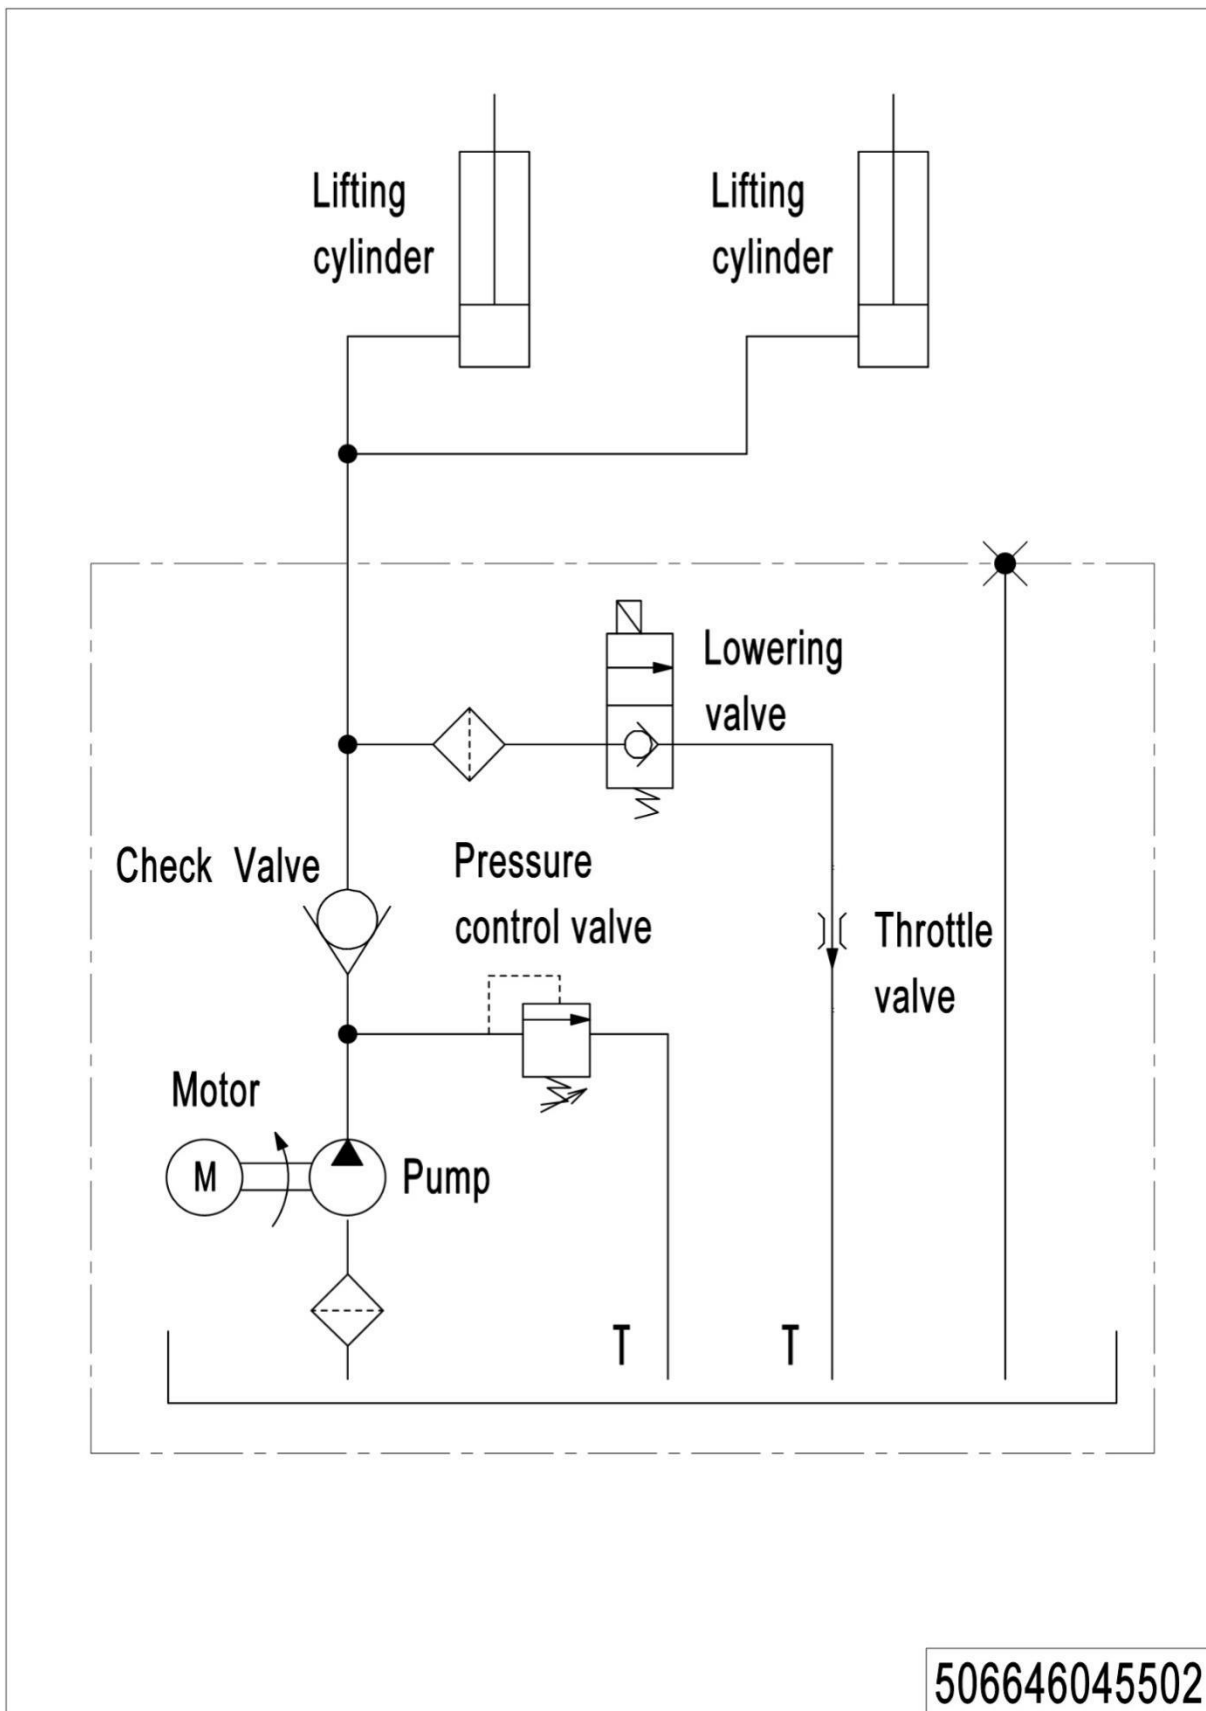 Lifting
cylinder
Lifting
cylinder
Lowering
valve
Check Valve
Pressure
control valve
Throttle
valve
Motor
M
Pump
T
T
506646045502